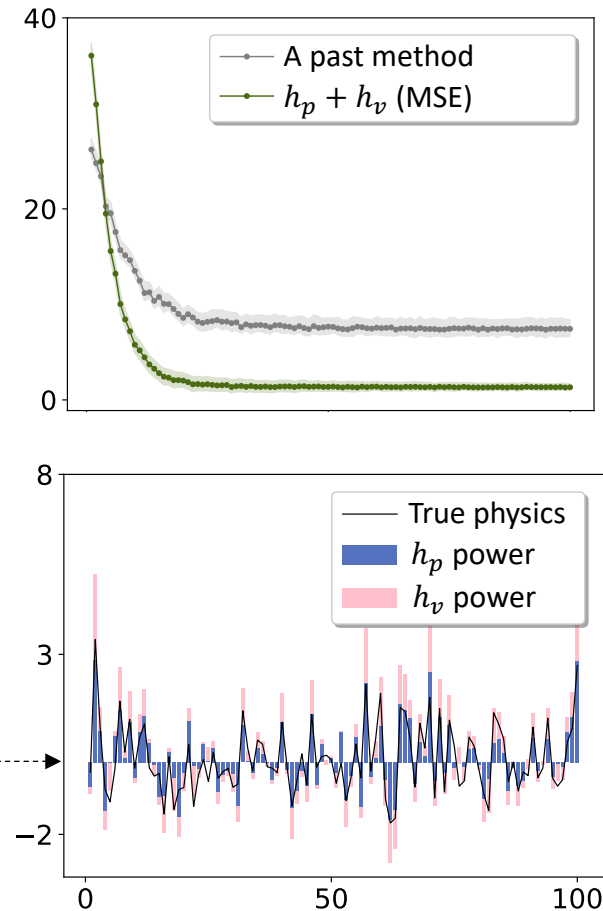 40
A past method
h_p + h_v (MSE)
20
0
8
True physics
h_p power
h_v power
3
−2
0 50 100